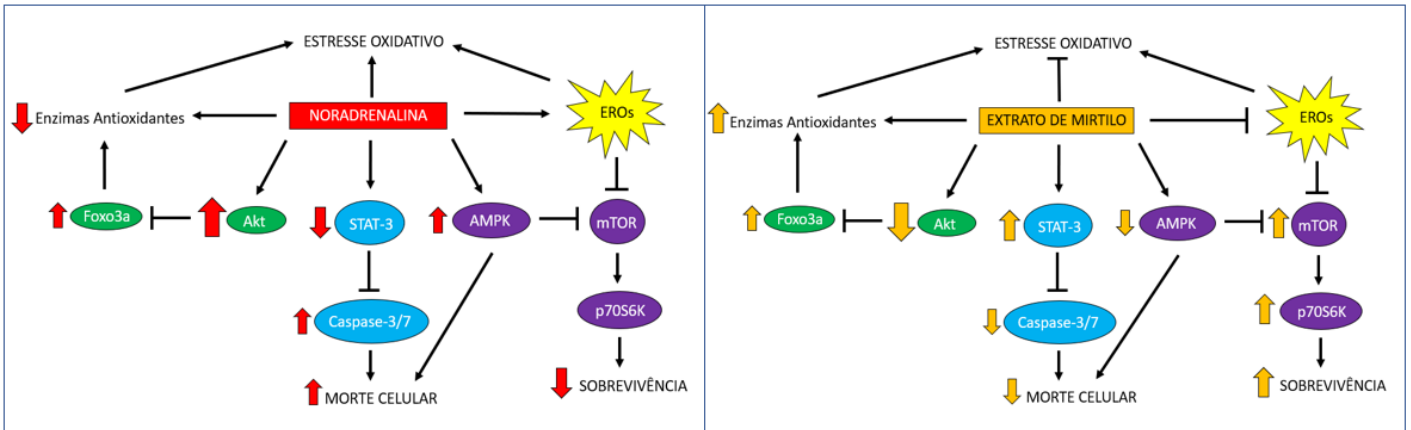 ESTRESSE OXIDATIVO
Enzimas Antioxidantes
NORADRENALINA
EROs
Foxo3a
Akt
STAT-3
AMPK
mTOR
Caspase-3/7
p70S6K
MORTE CELULAR
SOBREVIVÊNCIA
ESTRESSE OXIDATIVO
Enzimas Antioxidantes
EXTRATO DE MIRTILO
EROs
Foxo3a
Akt
STAT-3
AMPK
mTOR
Caspase-3/7
p70S6K
MORTE CELULAR
SOBREVIVÊNCIA